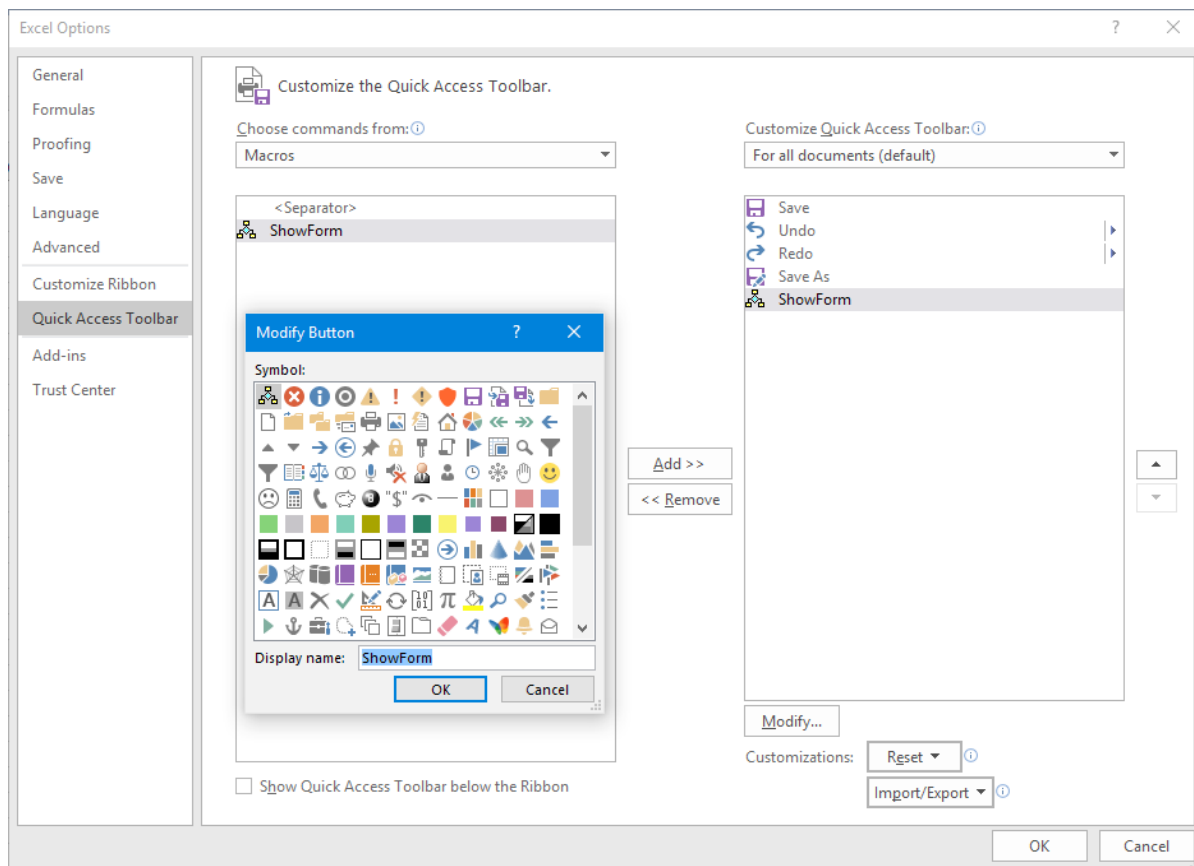 Excel Options
?
General
Formulas
Proofing
Save
Language
Advanced
Customize Ribbon
Quick Access Toolbar
Add-ins
Trust Center
Customize the Quick Access Toolbar.
Choose commands from:
Macros
<Separator>
ShowForm
Modify Button
?
Symbol:
Display name: ShowForm
OK Cancel
Show Quick Access Toolbar below the Ribbon
Add >>
<< Remove
Customize Quick Access Toolbar:
For all documents (default)
Save
Undo
Redo
Save As
ShowForm
Modify...
Customizations: Reset
Import/Export
OK Cancel